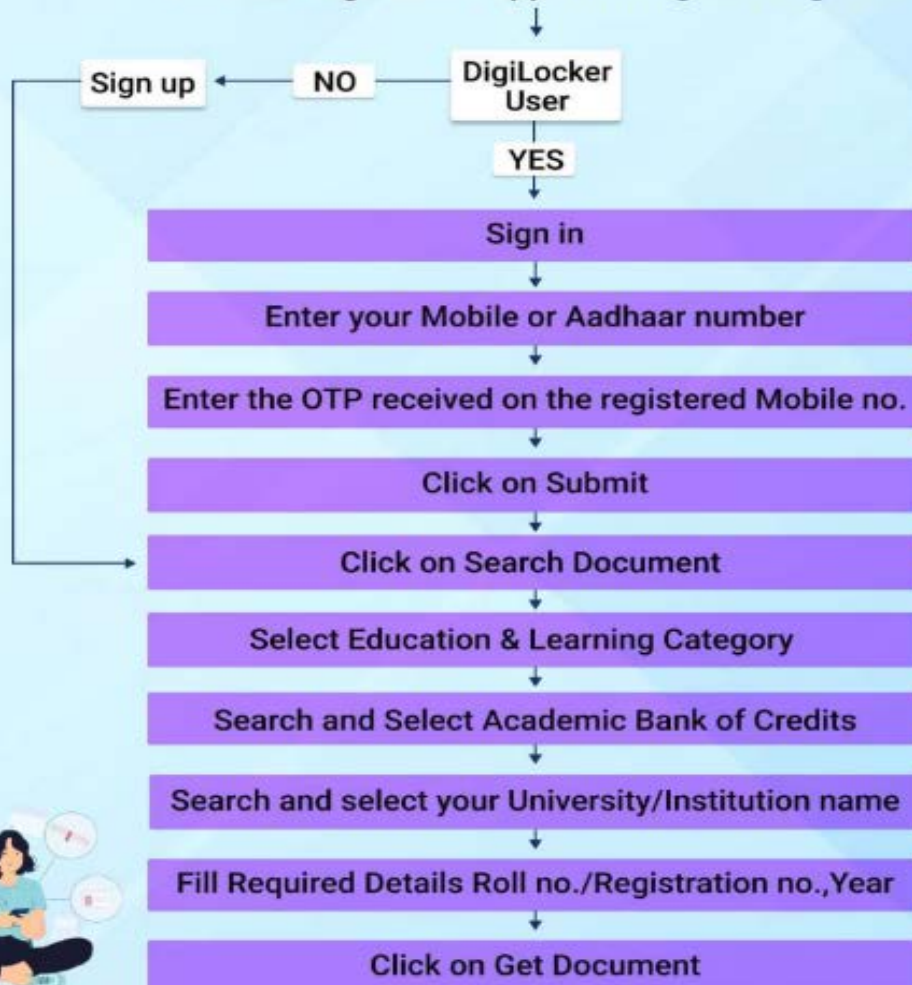 DigiLocker
User
NO
Sign up
YES
Sign in
Enter your Mobile or Aadhaar number
Enter the OTP received on the registered Mobile no.
Click on Submit
Click on Search Document
Select Education & Learning Category
Search and Select Academic Bank of Credits
Search and select your University/Institution name
Fill Required Details Roll no./Registration no.,Year
Click on Get Document